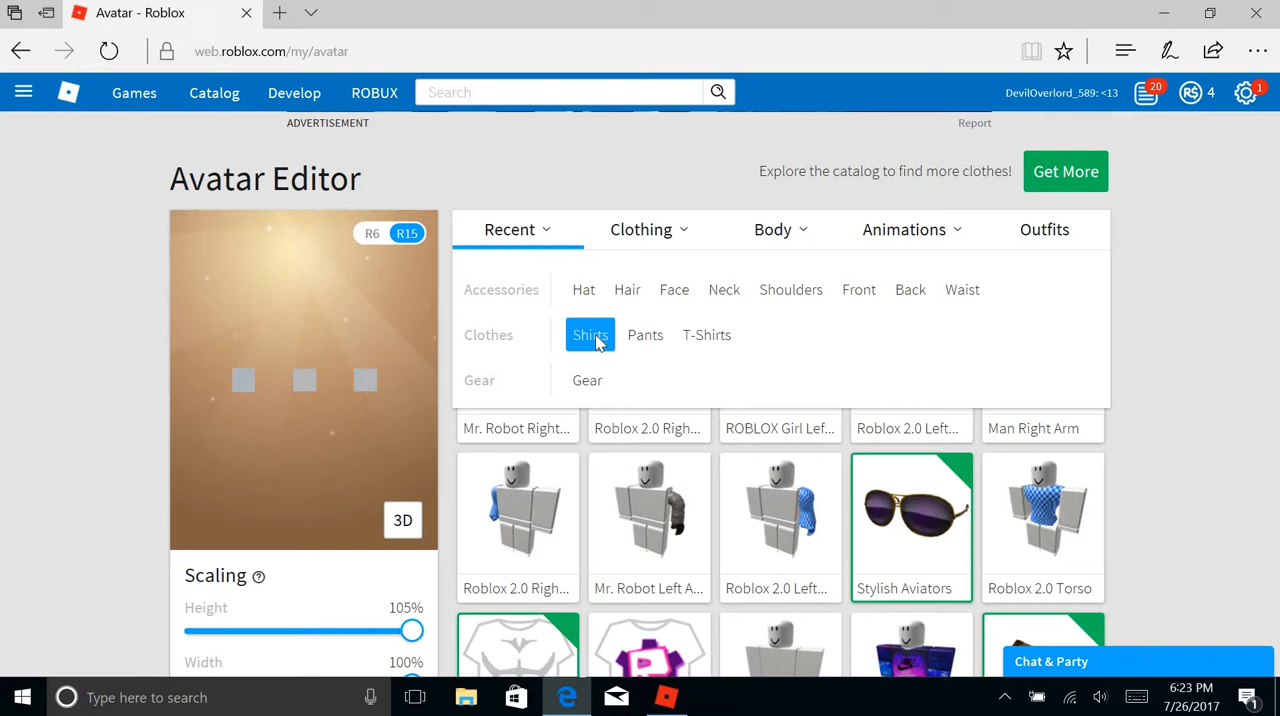 Avatar - Roblox
web.roblox.com/my/avatar
Games Catalog Develop ROBUX Search DevilOverlord_589: <13 20 R$ 4 1
ADVERTISEMENT Report
Avatar Editor Explore the catalog to find more clothes! Get More
R6 R15 Recent Clothing Body Animations Outfits
Accessories Hat Hair Face Neck Shoulders Front Back Waist
Clothes Shirts Pants T-Shirts
Gear Gear
Mr. Robot Right... Roblox 2.0 Righ... ROBLOX Girl Lef... Roblox 2.0 Left... Man Right Arm
3D
Scaling ?
Roblox 2.0 Righ... Mr. Robot Left A... Roblox 2.0 Left... Stylish Aviators Roblox 2.0 Torso
Height 105%
Width 100%
R
Chat & Party
Type here to search 6:23 PM
7/26/2017 1